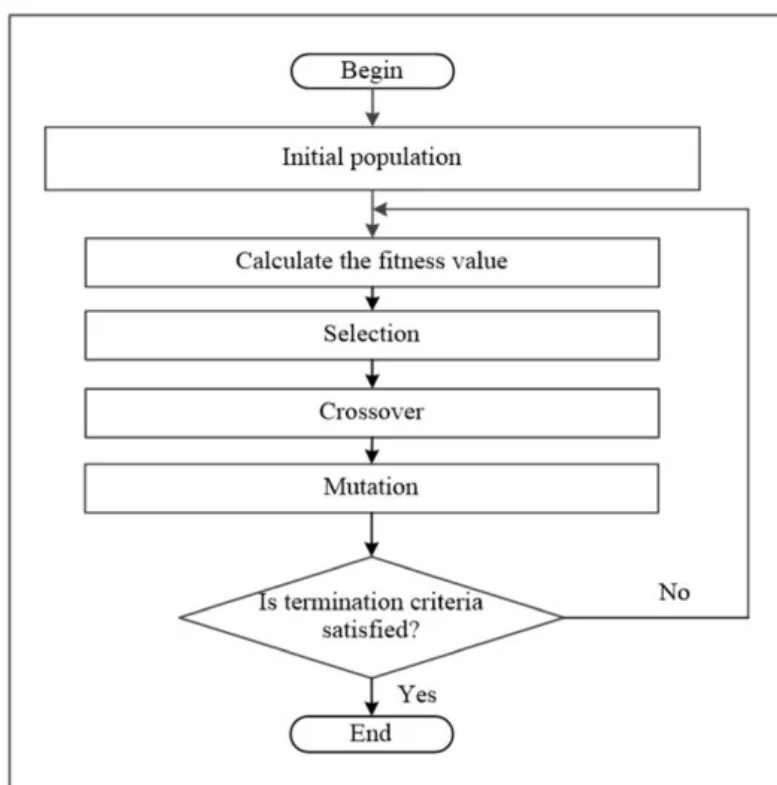 Begin
Initial population
Calculate the fitness value
Selection
Crossover
Mutation
Is termination criteria
satisfied?
No
Yes
End